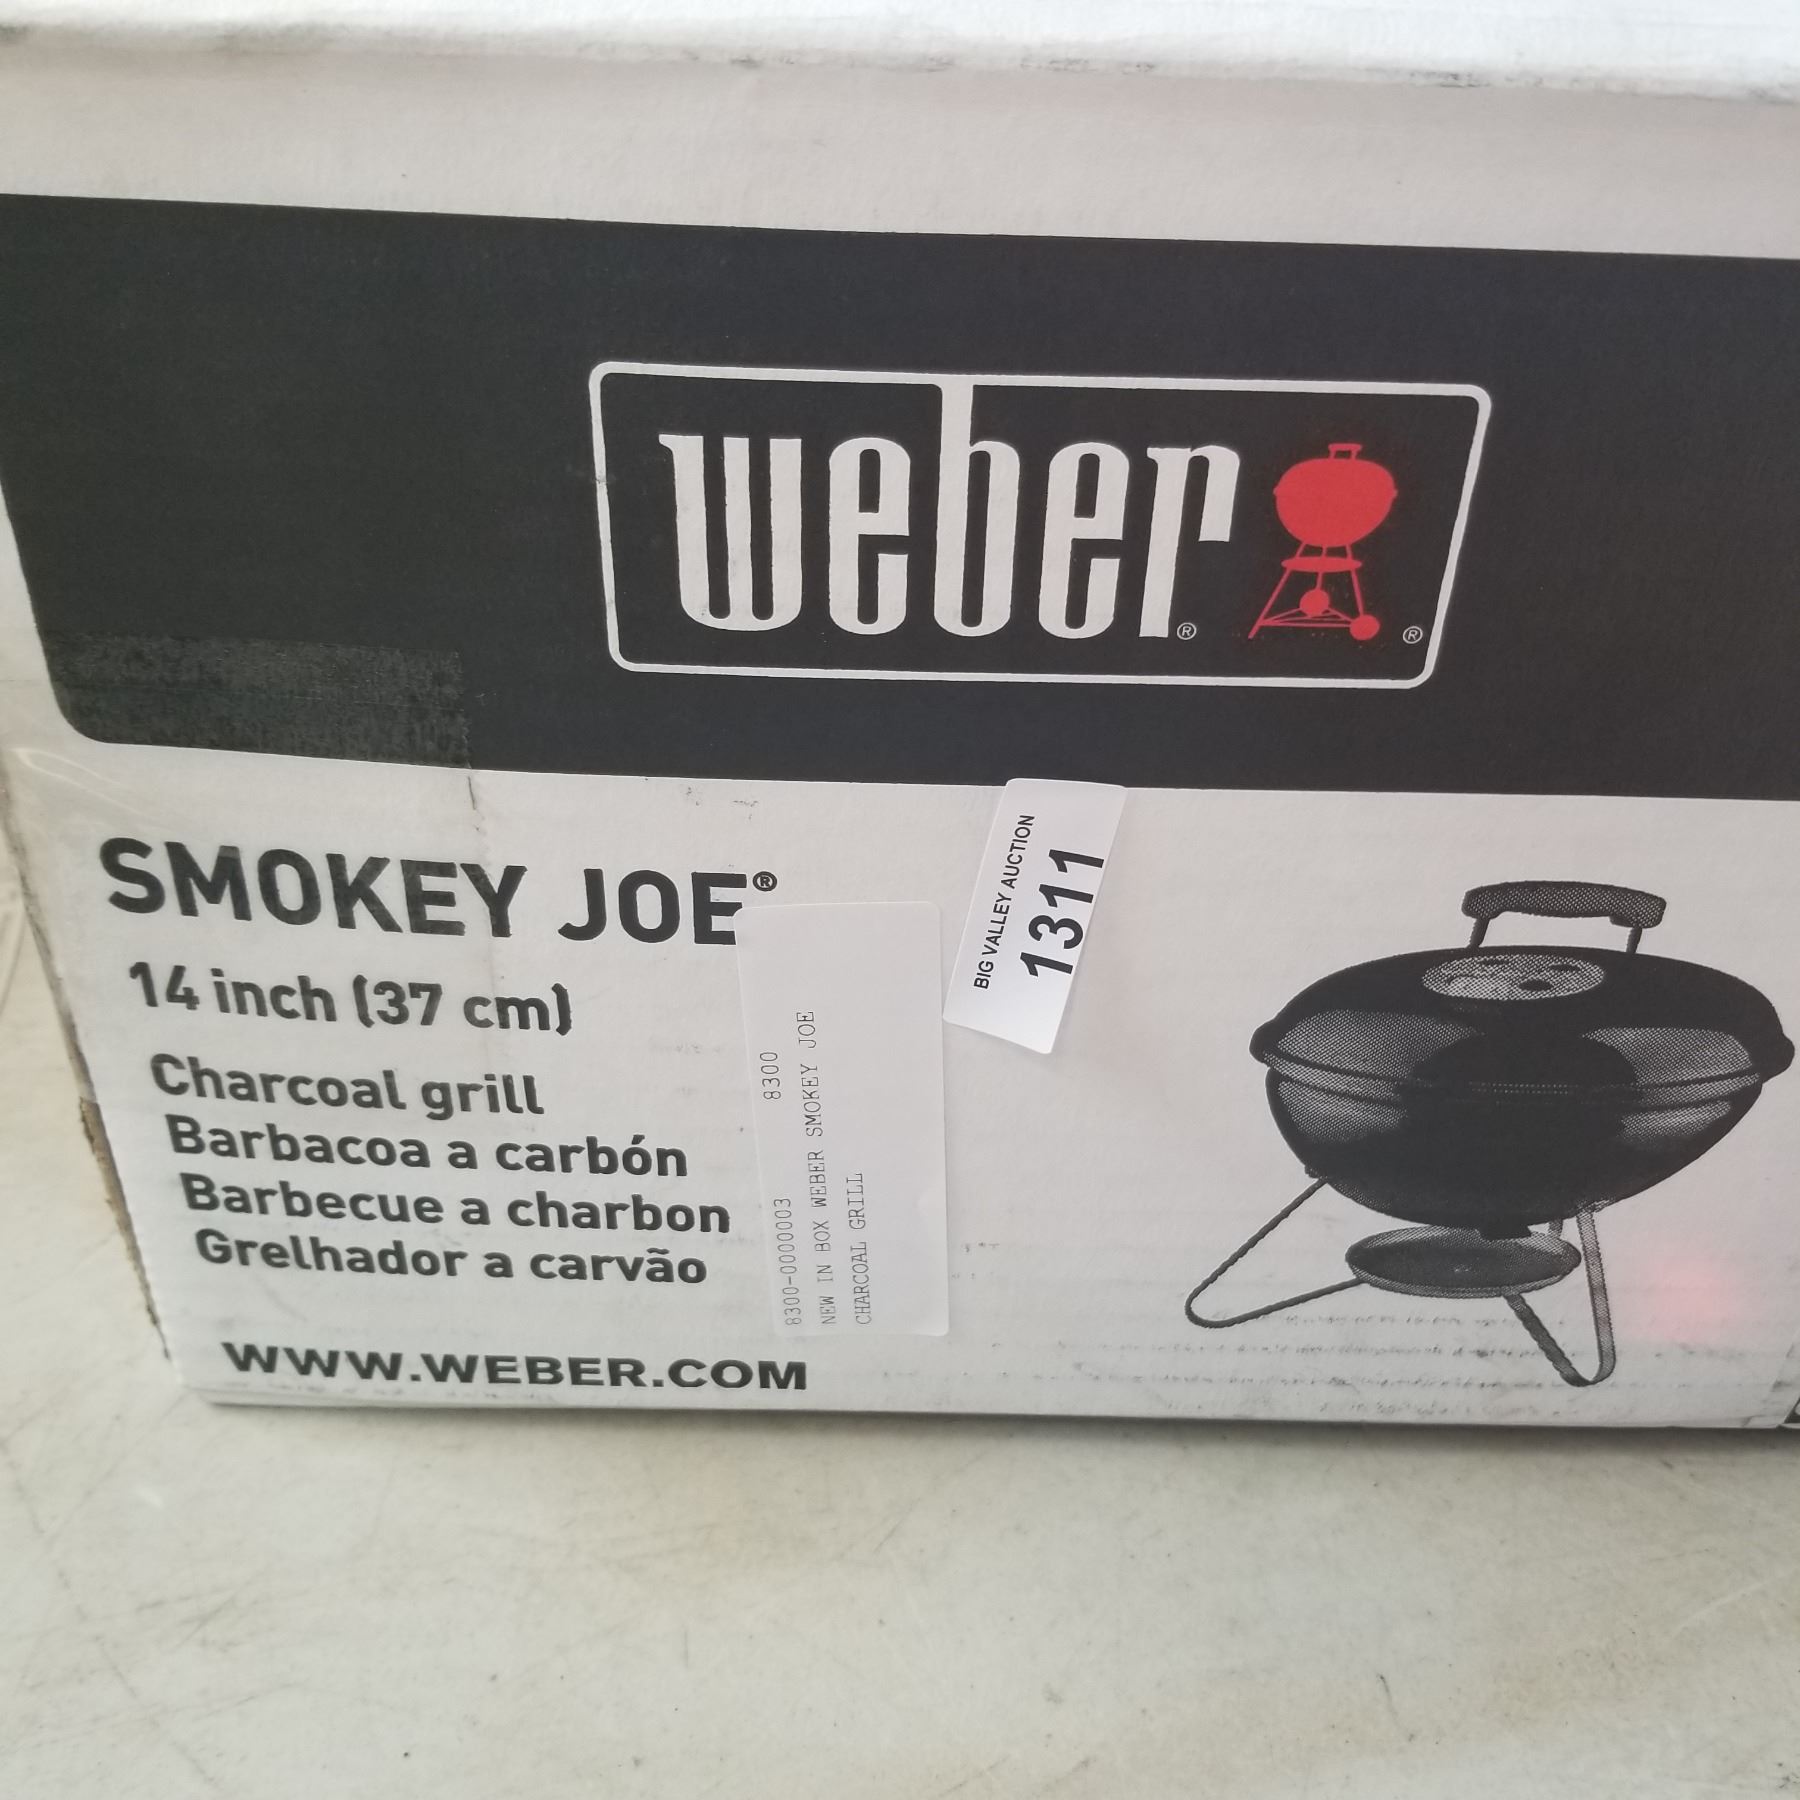 weber®
®
SMOKEY JOE®
14 inch (37 cm)
Charcoal grill
Barbacoa a carbón
Barbecue a charbon
Grelhador a carvão
WWW.WEBER.COM
8300-0000003 8300
NEW IN BOX WEBER SMOKEY JOE
CHARCOAL GRILL
BIG VALLEY AUCTION
1311